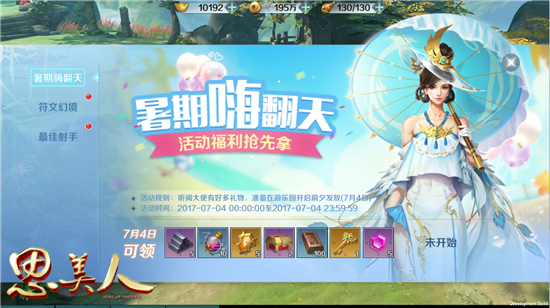 10192 + 195万 + 130/130 +
暑期嗨翻天
符文幻境
最佳射手
暑期嗨翻天
活动福利抢先拿
活动规则：听闻大使有好多礼物，准备在游乐园开启前夕发放(7月4日)
活动时间：2017-07-04 00:00:00至2017-07-04 23:59:59
7月4日
可领
5 10 5 2 100 1 5
未开始
思美人
Development Build